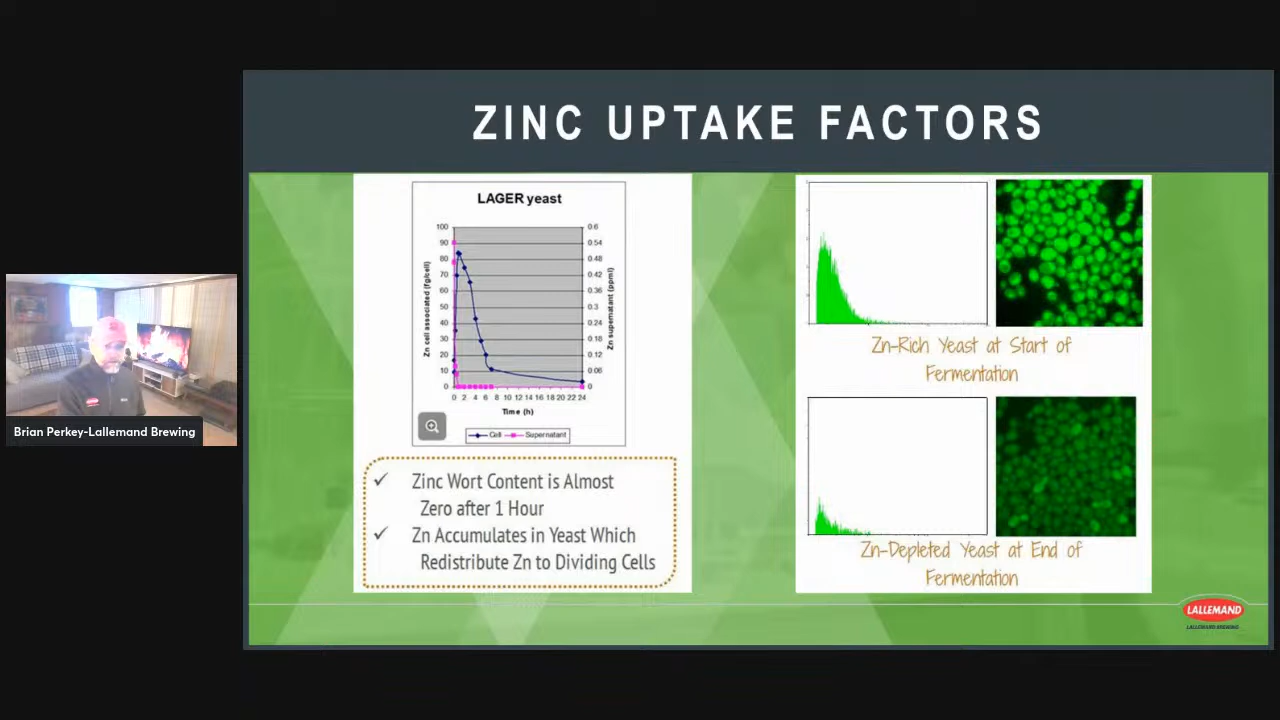 ZINC UPTAKE FACTORS
LAGER yeast
100
90
80
70
60
50
40
30
20
10
0
Zn cell associated (fg/cell)
0.6
0.54
0.48
0.42
0.36
0.3
0.24
0.18
0.12
0.06
0
Zn supernatant (ppm)
0 2 4 6 8 10 12 14 16 18 20 22 24
Time (h)
Cell Supernatant
✓ Zinc Wort Content is Almost
Zero after 1 Hour
✓ Zn Accumulates in Yeast Which
Redistribute Zn to Dividing Cells
Zn-Rich Yeast at Start of
Fermentation
Zn-Depleted Yeast at End of
Fermentation
LALLEMAND
LALLEMAND BREWING
Brian Perkey-Lallemand Brewing